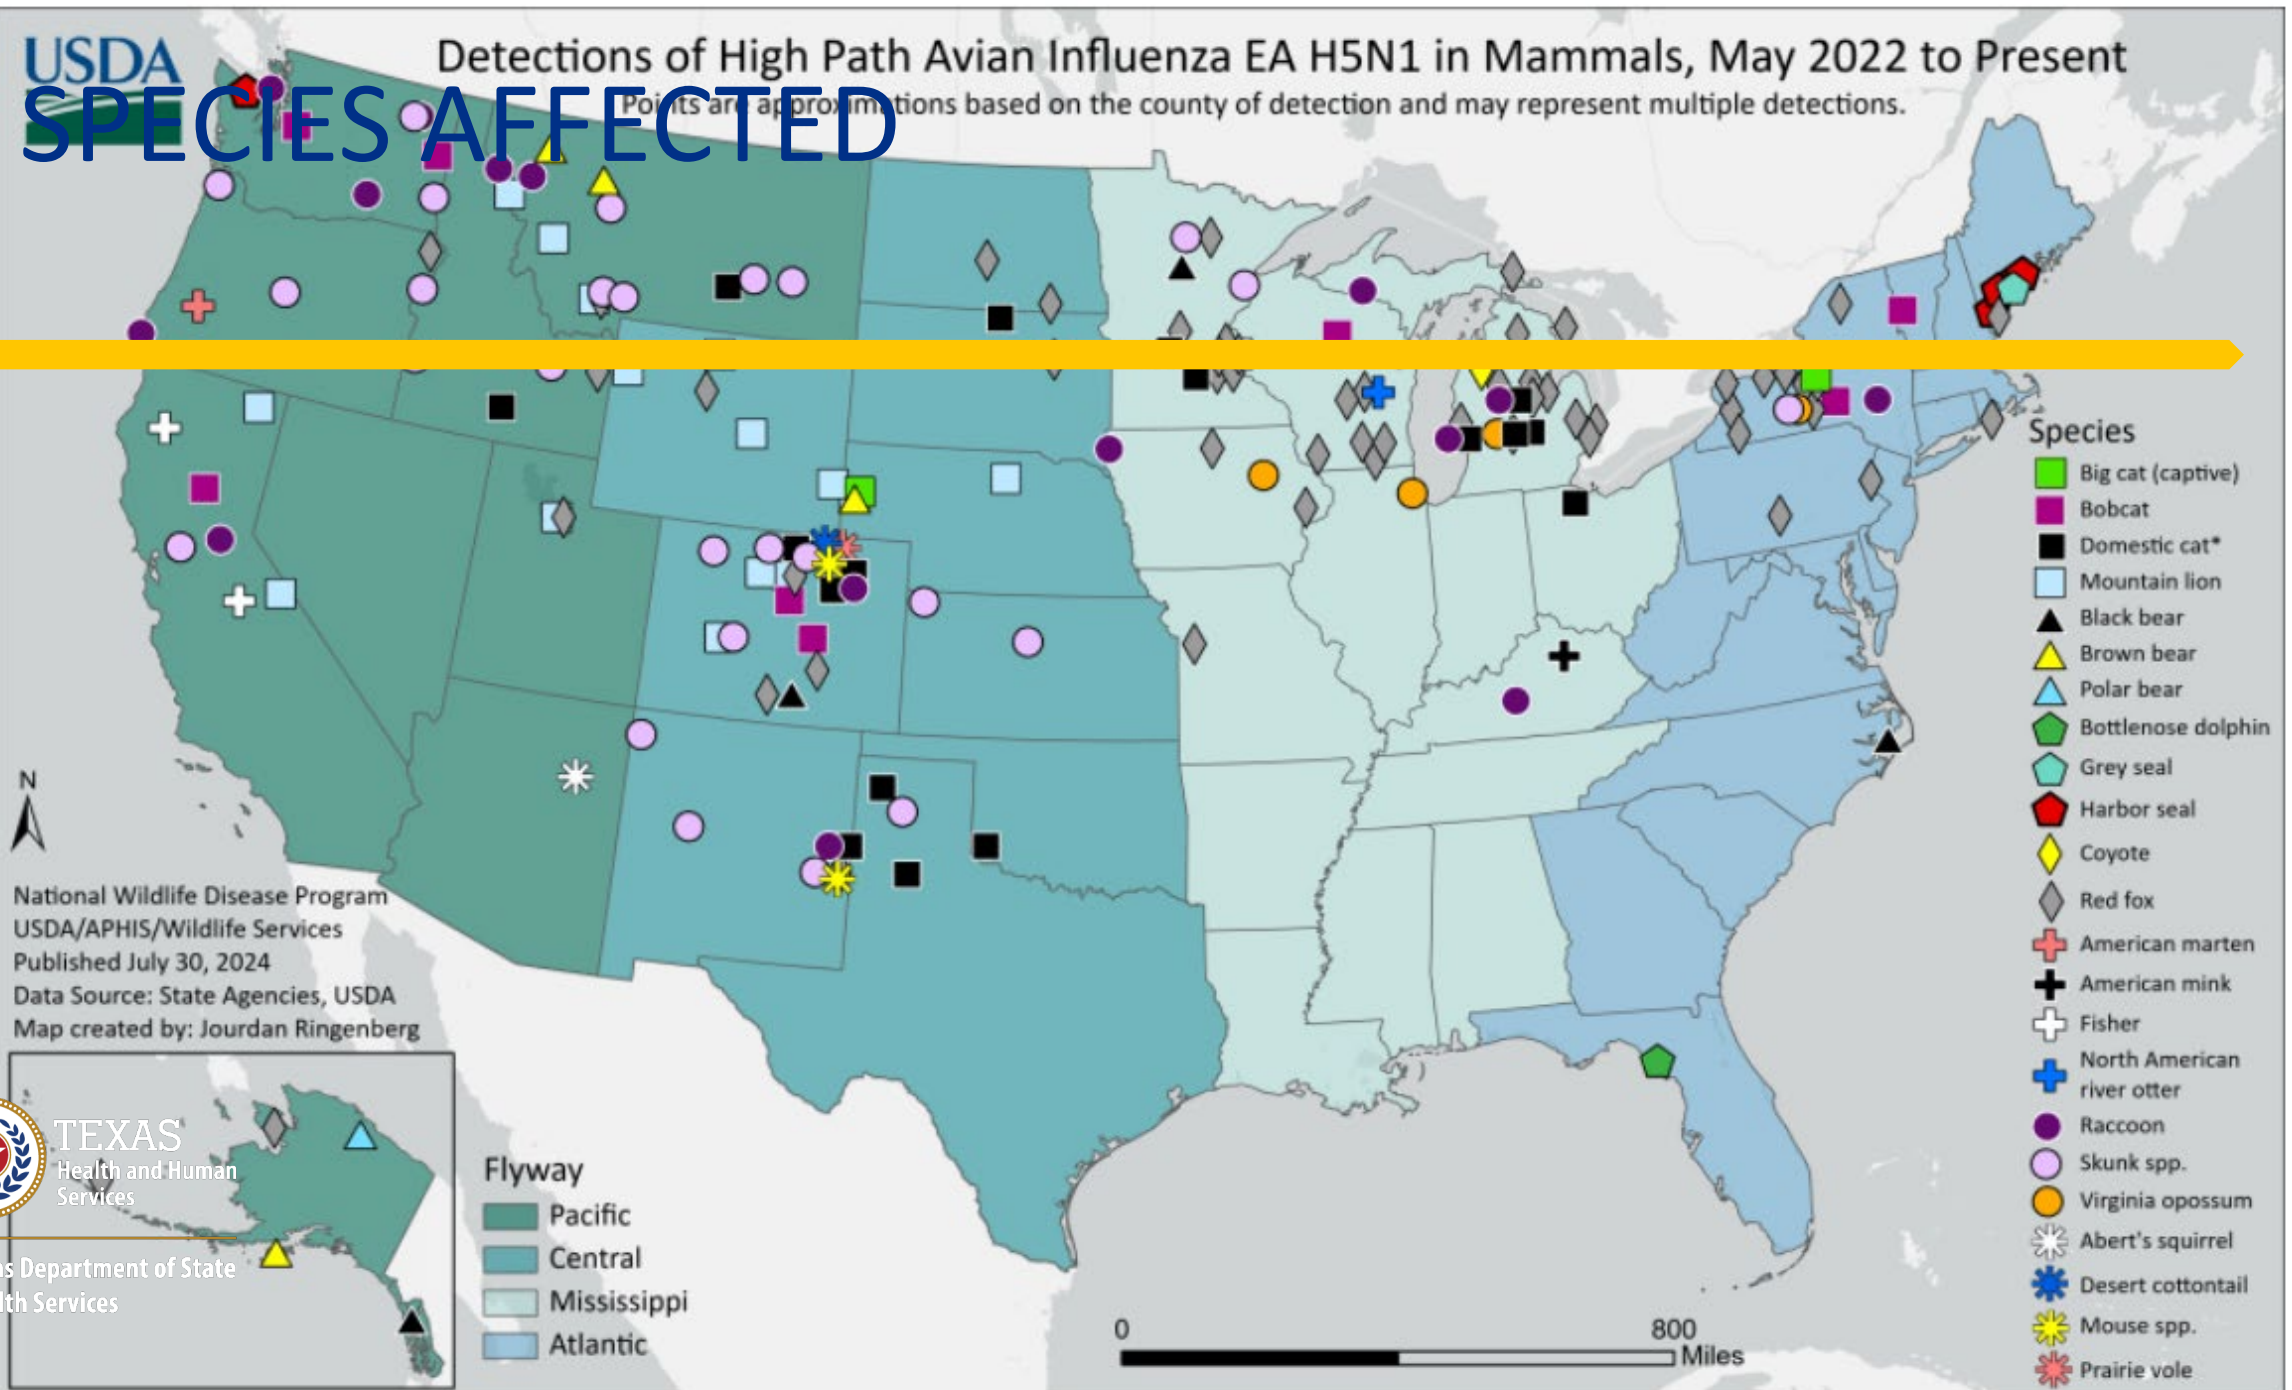 USDA
Detections of High Path Avian Influenza EA H5N1 in Mammals, May 2022 to Present
SPECIES AFFECTED
Points are approximations based on the county of detection and may represent multiple detections.
Species
Big cat (captive)
Bobcat
Domestic cat*
Mountain lion
Black bear
Brown bear
Polar bear
Bottlenose dolphin
Grey seal
Harbor seal
Coyote
Red fox
American marten
American mink
Fisher
North American
river otter
Raccoon
Skunk spp.
Virginia opossum
Abert's squirrel
Desert cottontail
Mouse spp.
Prairie vole
N
National Wildlife Disease Program
USDA/APHIS/Wildlife Services
Published July 30, 2024
Data Source: State Agencies, USDA
Map created by: Jourdan Ringenberg
TEXAS
Health and Human
Services
s Department of State
lth Services
Flyway
Pacific
Central
Mississippi
Atlantic
0 800
Miles